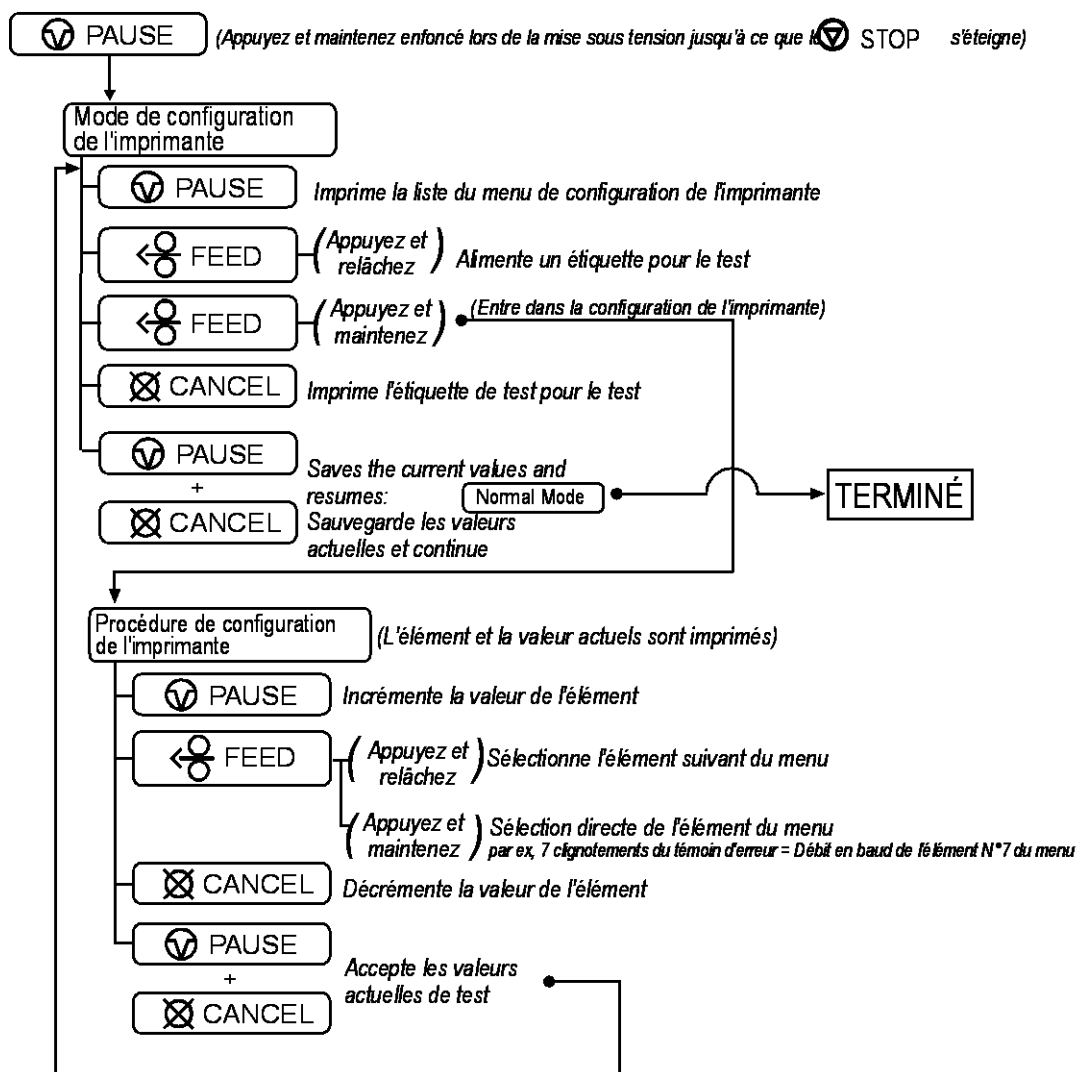 PAUSE (Appuyez et maintenez enfoncé lors de la mise sous tension jusqu'à ce que le STOP s'éteigne)
Mode de configuration
de l'imprimante
PAUSE Imprime la liste du menu de configuration de l'imprimante
FEED (Appuyez et
relâchez) Alimente un étiquette pour le test
FEED (Appuyez et
maintenez) (Entre dans la configuration de l'imprimante)
CANCEL Imprime l'étiquette de test pour le test
PAUSE
+
CANCEL
Saves the current values and
resumes: Normal Mode
Sauvegarde les valeurs
actuelles et continue
TERMINÉ
Procédure de configuration
de l'imprimante
(L'élément et la valeur actuels sont imprimés)
PAUSE Incrémente la valeur de l'élément
FEED (Appuyez et
relâchez) Sélectionne l'élément suivant du menu
(Appuyez et
maintenez) Sélection directe de l'élément du menu
par ex, 7 clignotements du témoin d'erreur = Débit en baud de l'élément N°7 du menu
CANCEL Décrémente la valeur de l'élément
PAUSE
+
CANCEL
Accepte les valeurs
actuelles de test